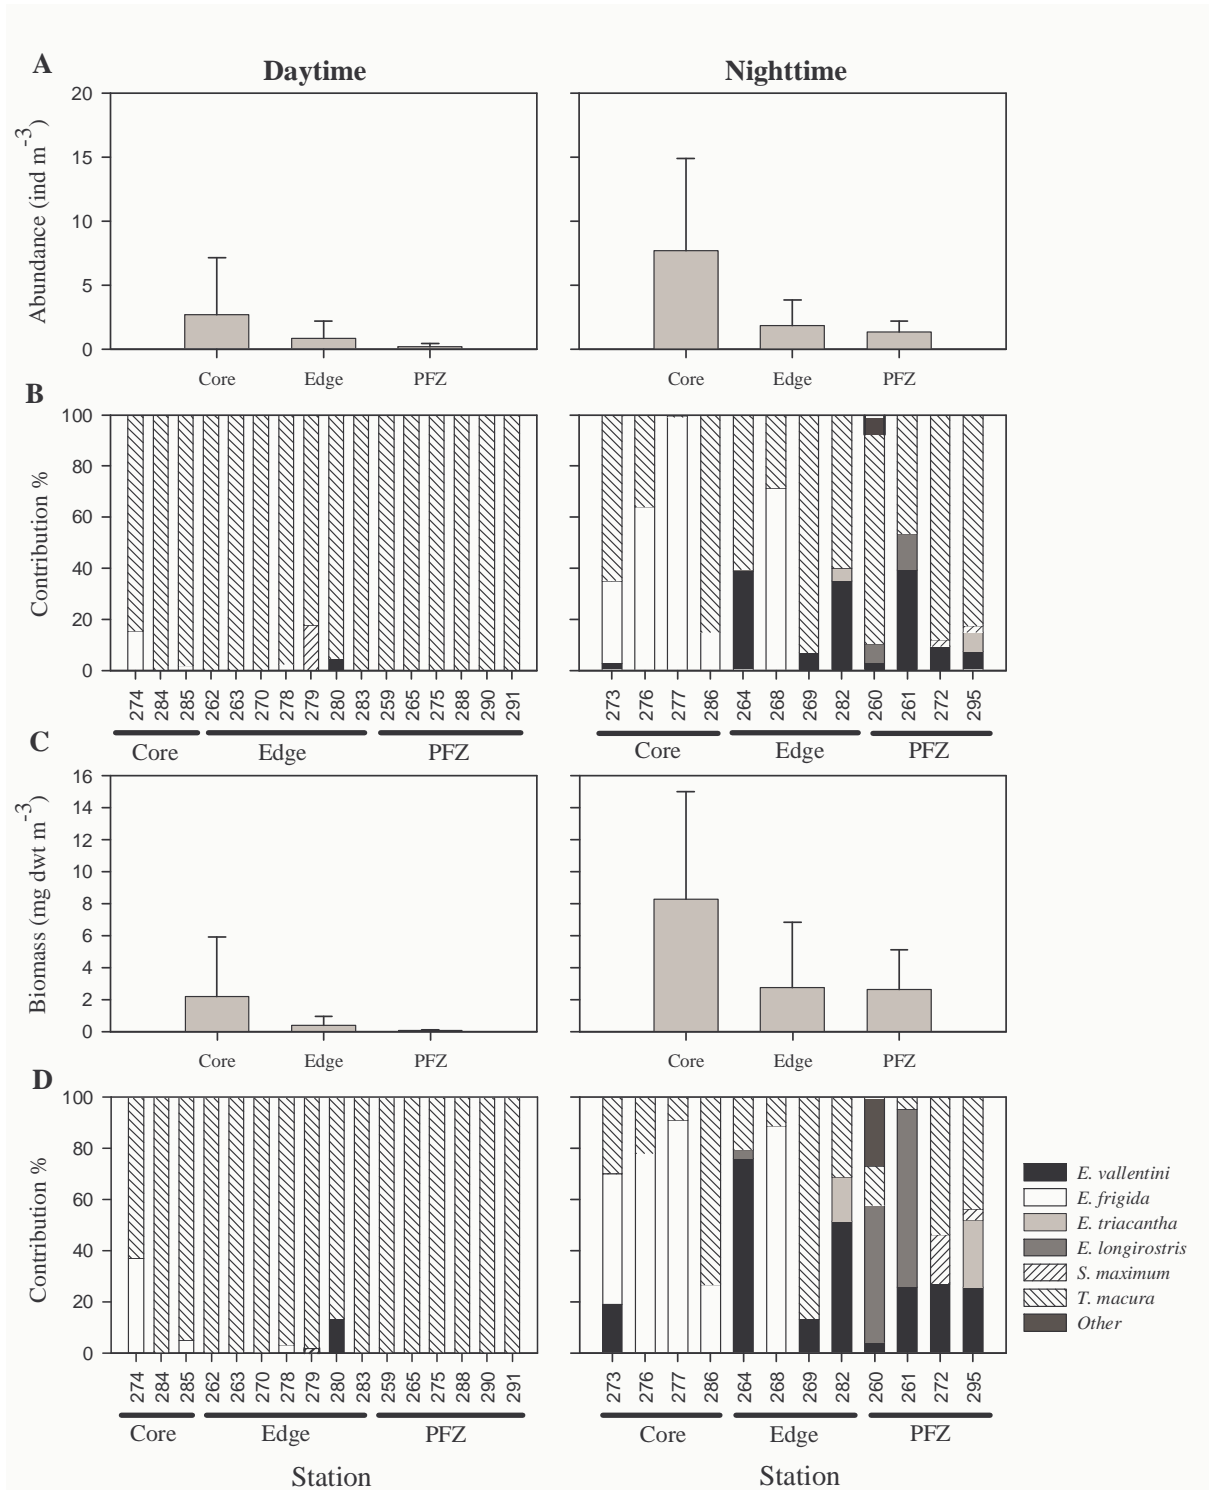 A
Daytime
Nighttime
Abundance (ind m-3)
20
15
10
5
0
Core Edge PFZ
Core Edge PFZ
B
Contribution %
100
80
60
40
20
0
274 284 285 262 263 270 278 279 280 283 259 265 275 288 290 291
273 276 277 286 264 268 269 282 260 261 272 295
Core Edge PFZ
Core Edge PFZ
C
Biomass (mg dwt m-3)
16
14
12
10
8
6
4
2
0
Core Edge PFZ
Core Edge PFZ
D
Contribution %
100
80
60
40
20
0
274 284 285 262 263 270 278 279 280 283 259 265 275 288 290 291
273 276 277 286 264 268 269 282 260 261 272 295
Core Edge PFZ
Core Edge PFZ
Station
Station
E. vallentini
E. frigida
E. triacantha
E. longirostris
S. maximum
T. macura
Other